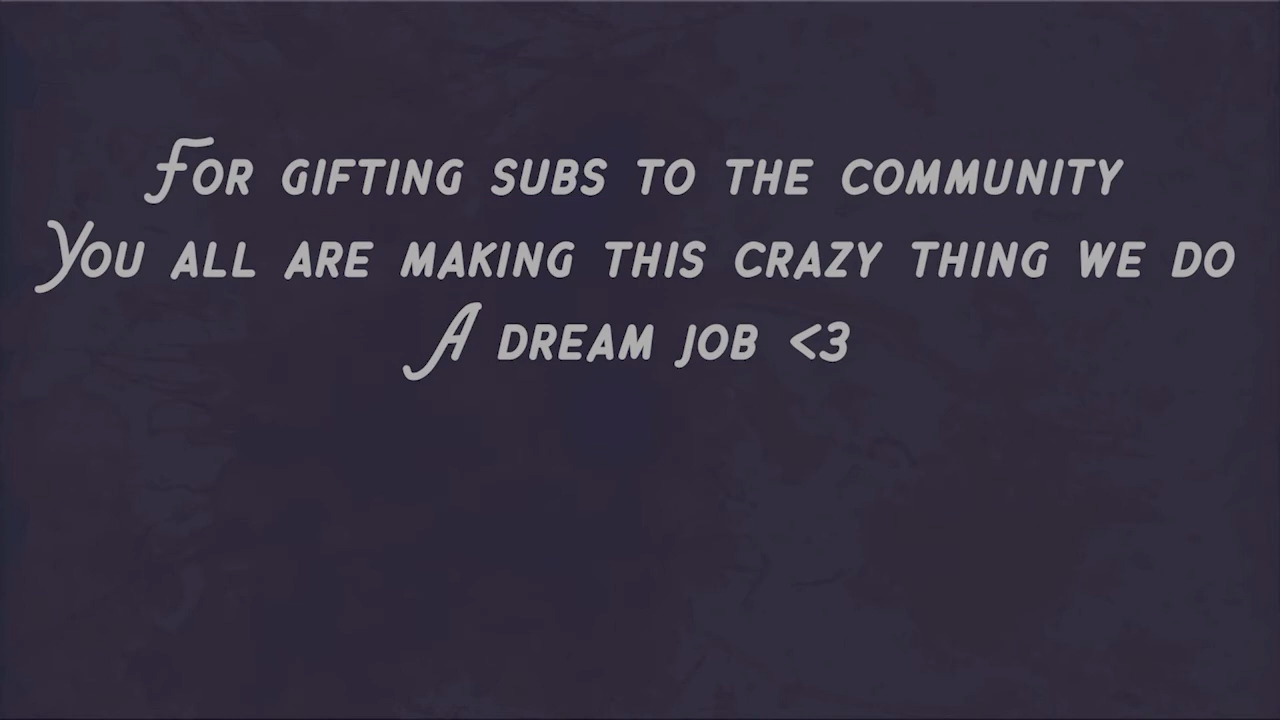 For gifting subs to the community
You all are making this crazy thing we do
A dream job <3